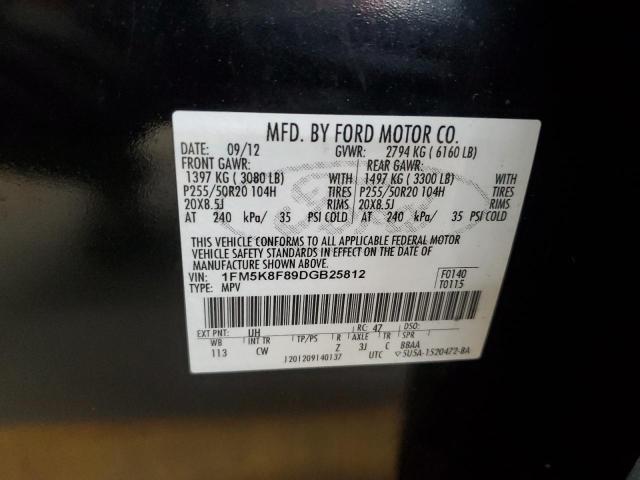 MFD. BY FORD MOTOR CO.
DATE: 09/12 GVWR: 2794 KG ( 6160 LB)
FRONT GAWR: REAR GAWR:
1397 KG ( 3080 LB) WITH 1497 KG ( 3300 LB) WITH
P255/50R20 104H TIRES P255/50R20 104H TIRES
20X8.5J RIMS 20X8.5J RIMS
AT 240 kPa/ 35 PSI COLD AT 240 kPa/ 35 PSI COLD
THIS VEHICLE CONFORMS TO ALL APPLICABLE FEDERAL MOTOR
VEHICLE SAFETY STANDARDS IN EFFECT ON THE DATE OF
MANUFACTURE SHOWN ABOVE.
VIN: 1FM5K8F89DGB25812 F0140
TYPE: MPV T0115
EXT PNT: UH RC: 47 DSO:
WB INT TR TP/PS R AXLE TR SPR
113 CW Z 3J C BBAA
J201209140137 UTC 5U5A-1520472-BA